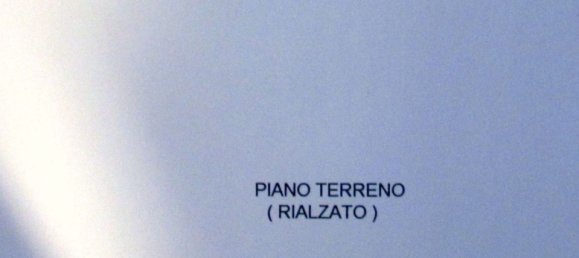 PIANO TERRENO
( RIALZATO )